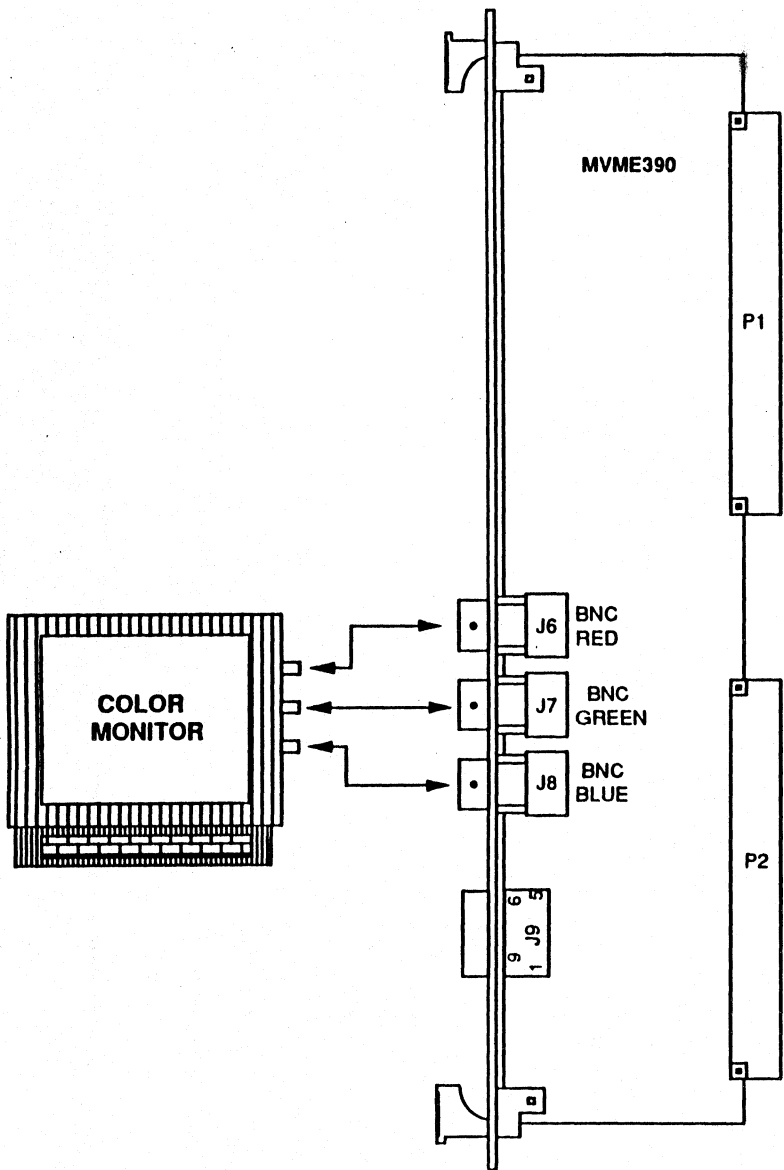 MVME390
P1
J6
BNC
RED
COLOR
MONITOR
J7
BNC
GREEN
J8
BNC
BLUE
P2
6 5
J9
9 1